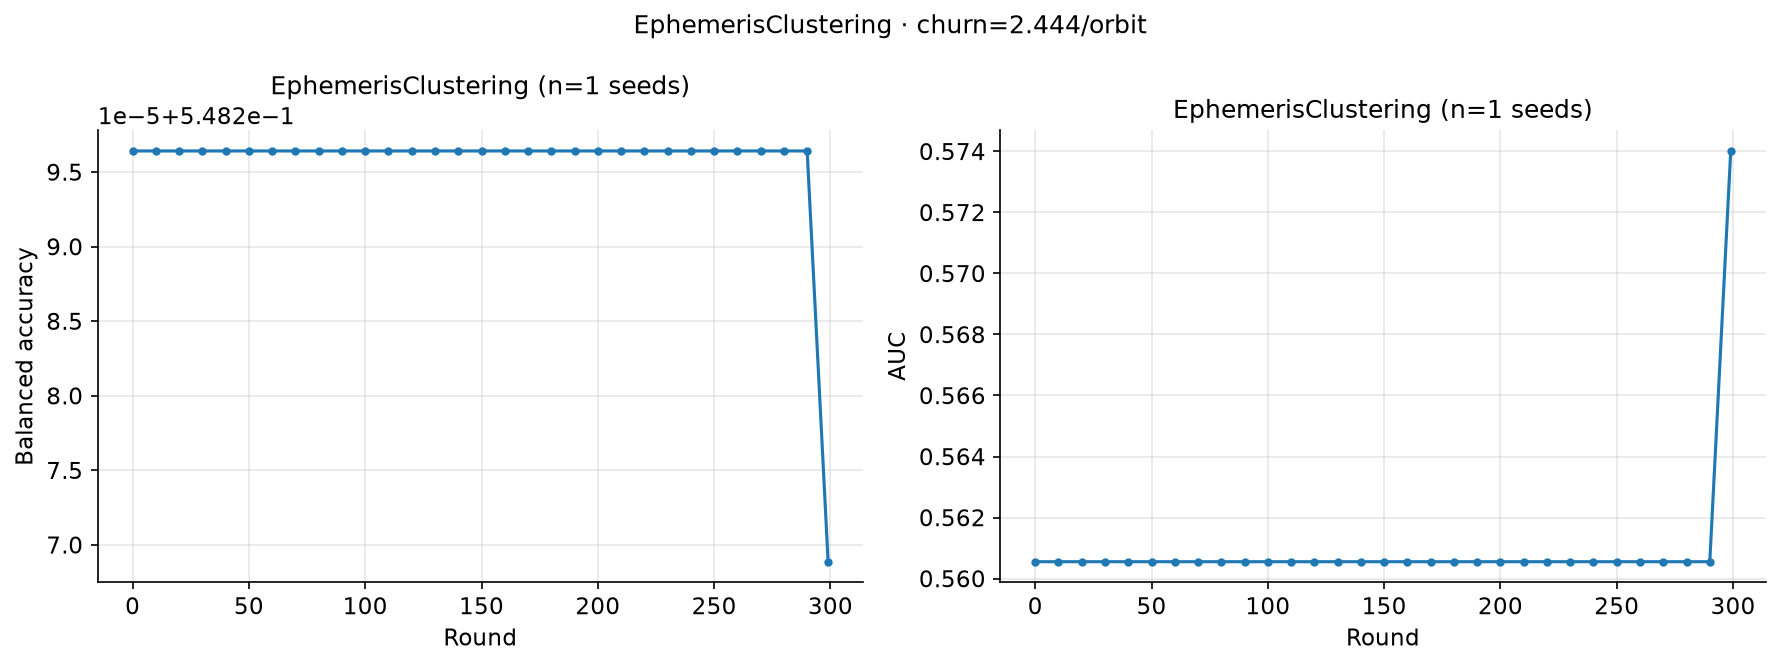 EphemerisClustering · churn=2.444/orbit
EphemerisClustering (n=1 seeds)
1e−5+5.482e−1
9.5
9.0
8.5
8.0
7.5
7.0
Balanced accuracy
0 50 100 150 200 250 300
Round
EphemerisClustering (n=1 seeds)
0.574
0.572
0.570
0.568
0.566
0.564
0.562
0.560
AUC
0 50 100 150 200 250 300
Round